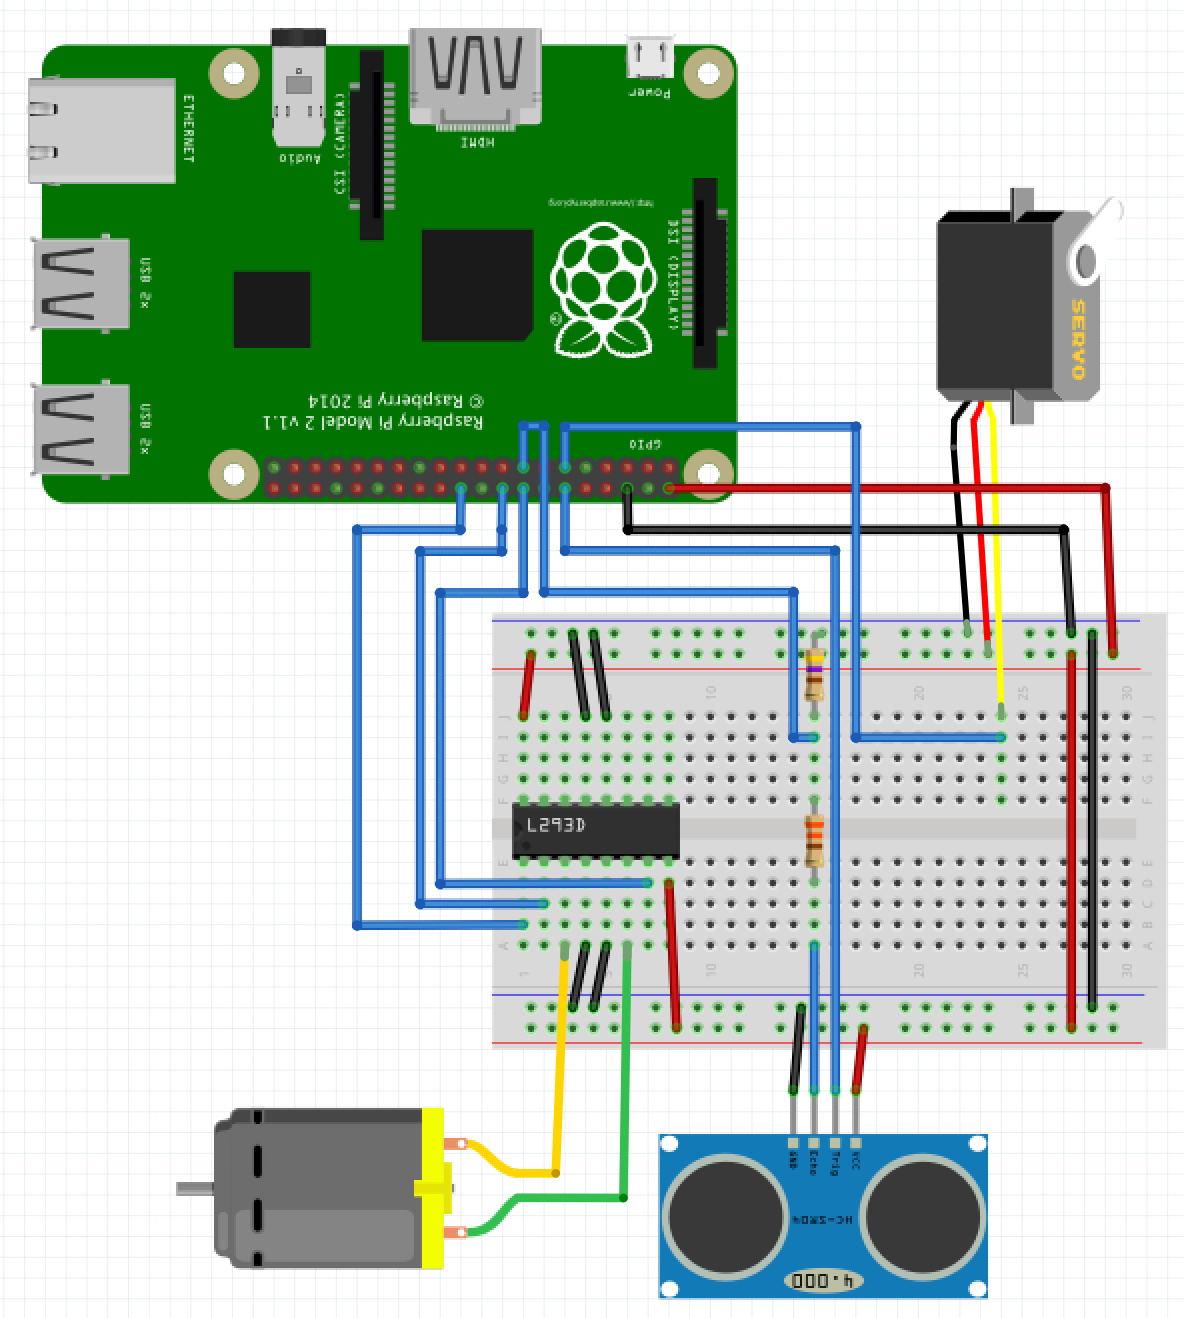 ETHERNET
Audio
CSI (CAMERA)
HDMI
Power
http://www.raspberrypi.org
DSI (DISPLAY)
USB 2x
USB 2x
Raspberry Pi Model 2 v1.1
© Raspberry Pi 2014
GPIO
SERVO
10
20
25
30
J
J
I
I
H
H
G
G
F
F
L293D
E
E
D
D
C
C
B
B
A
A
1
5
10
20
25
30
GND
Echo
Trig
VCC
HC-SR04
4.000